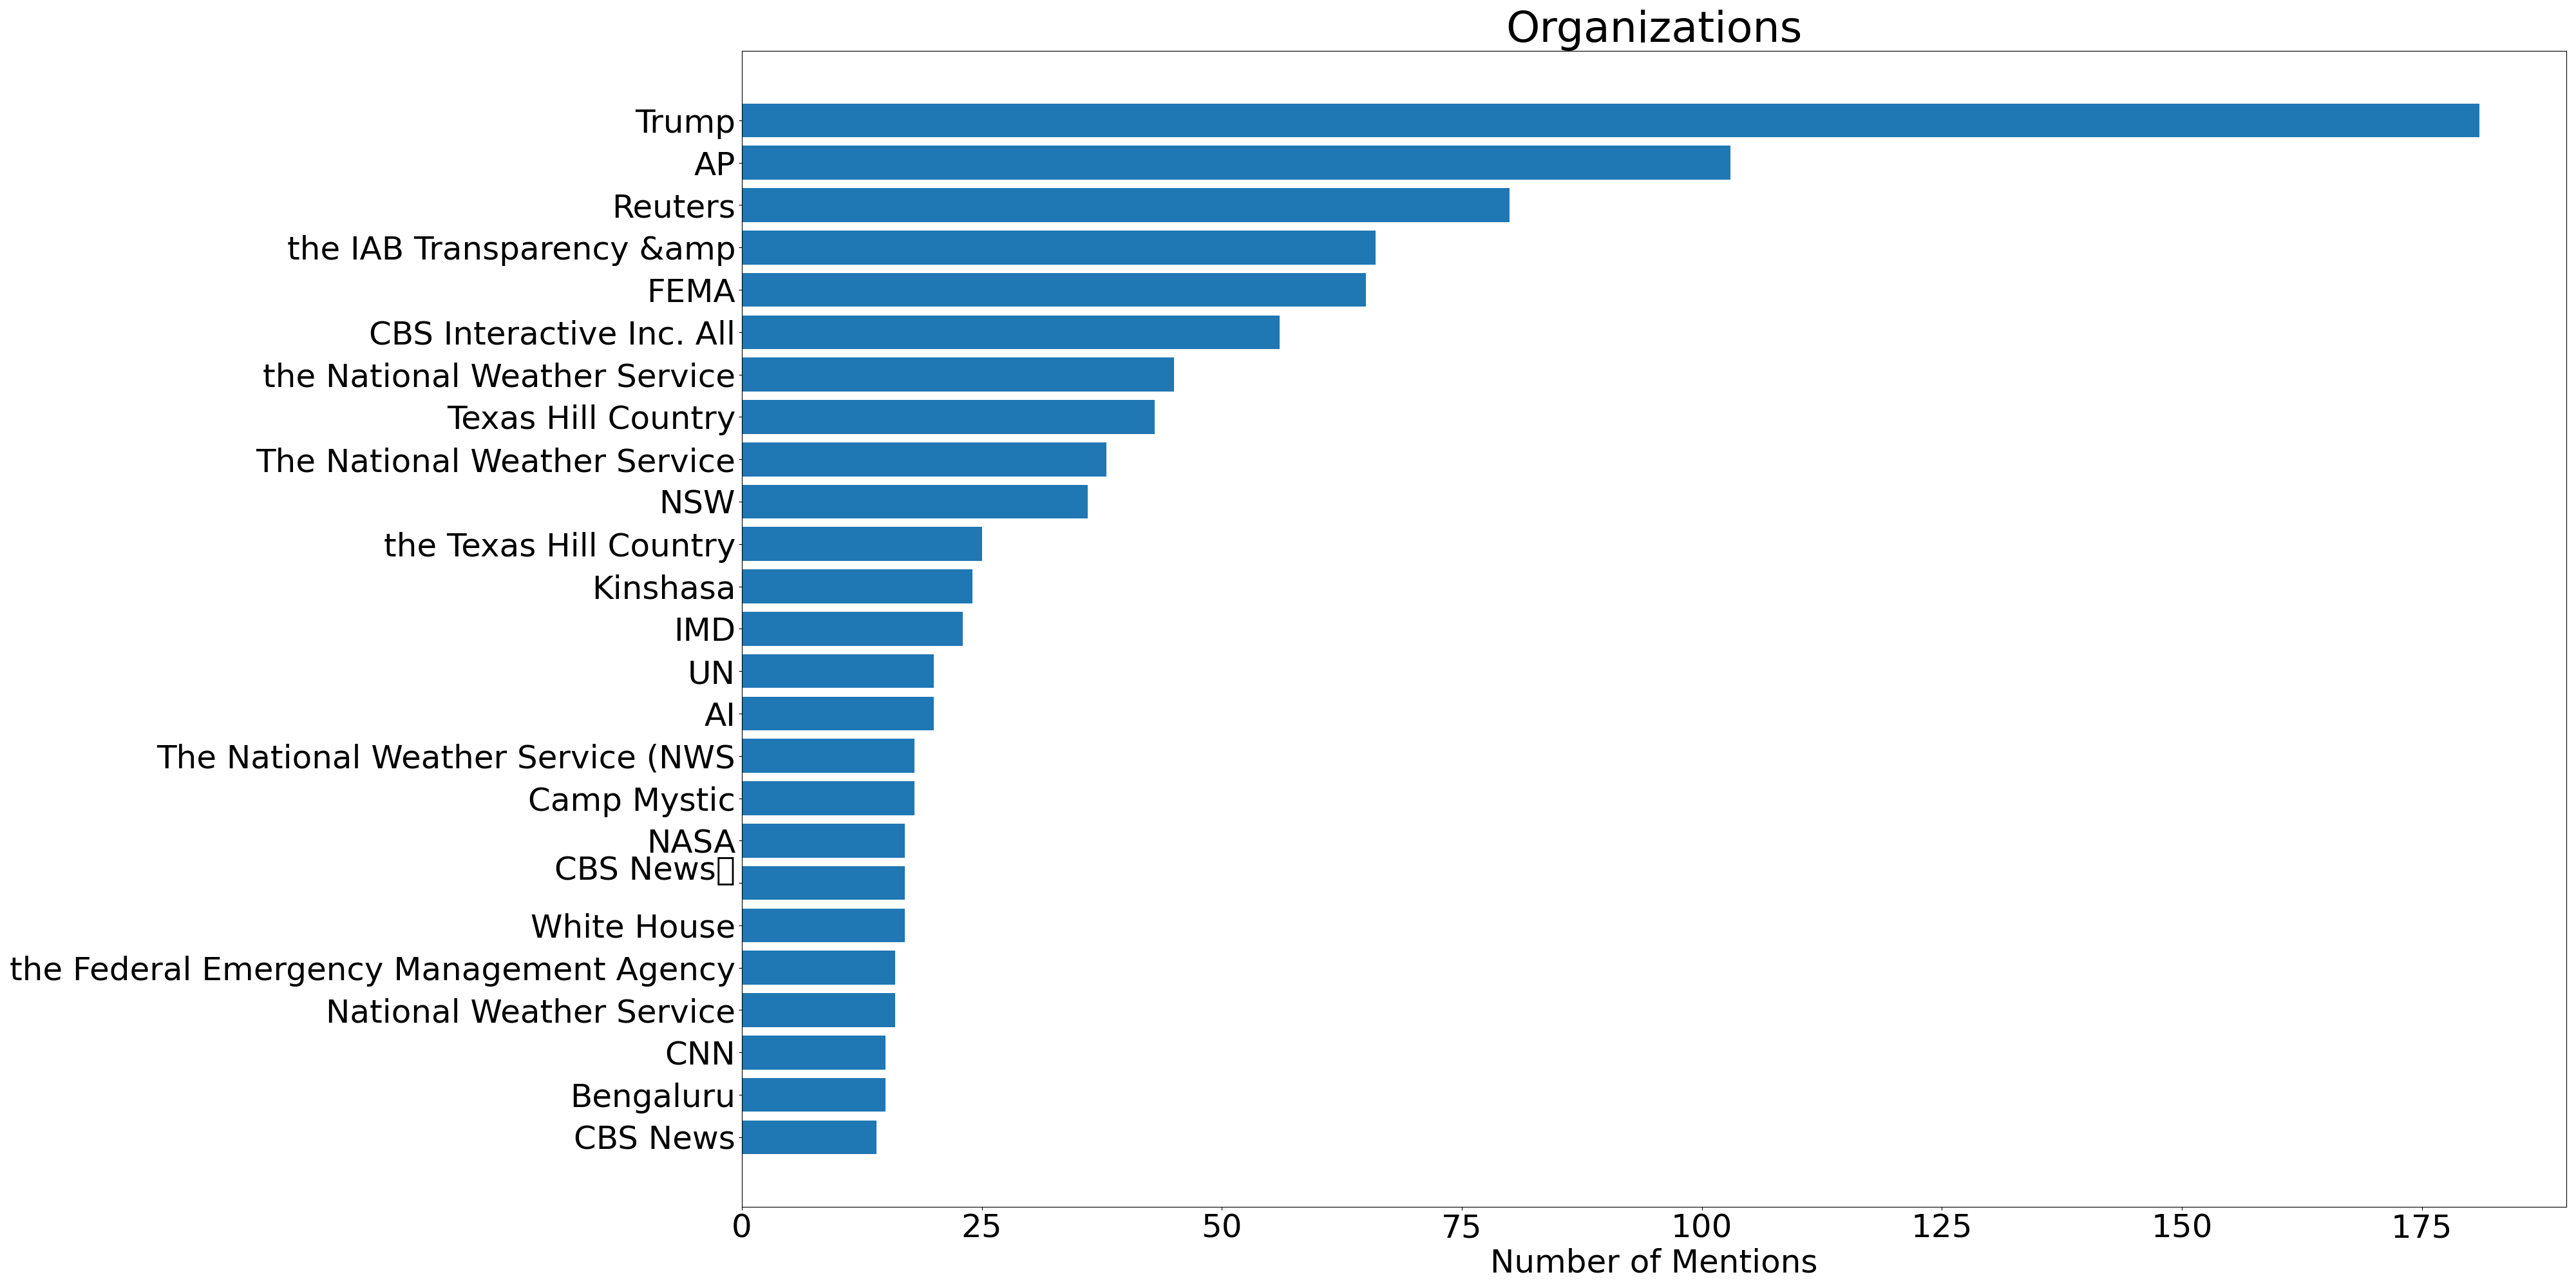 Organizations
Trump
AP
Reuters
the IAB Transparency &amp
FEMA
CBS Interactive Inc. All
the National Weather Service
Texas Hill Country
The National Weather Service
NSW
the Texas Hill Country
Kinshasa
IMD
UN
AI
The National Weather Service (NWS
Camp Mystic
NASA
CBS News
White House
the Federal Emergency Management Agency
National Weather Service
CNN
Bengaluru
CBS News
0 25 50 75 100 125 150 175
Number of Mentions